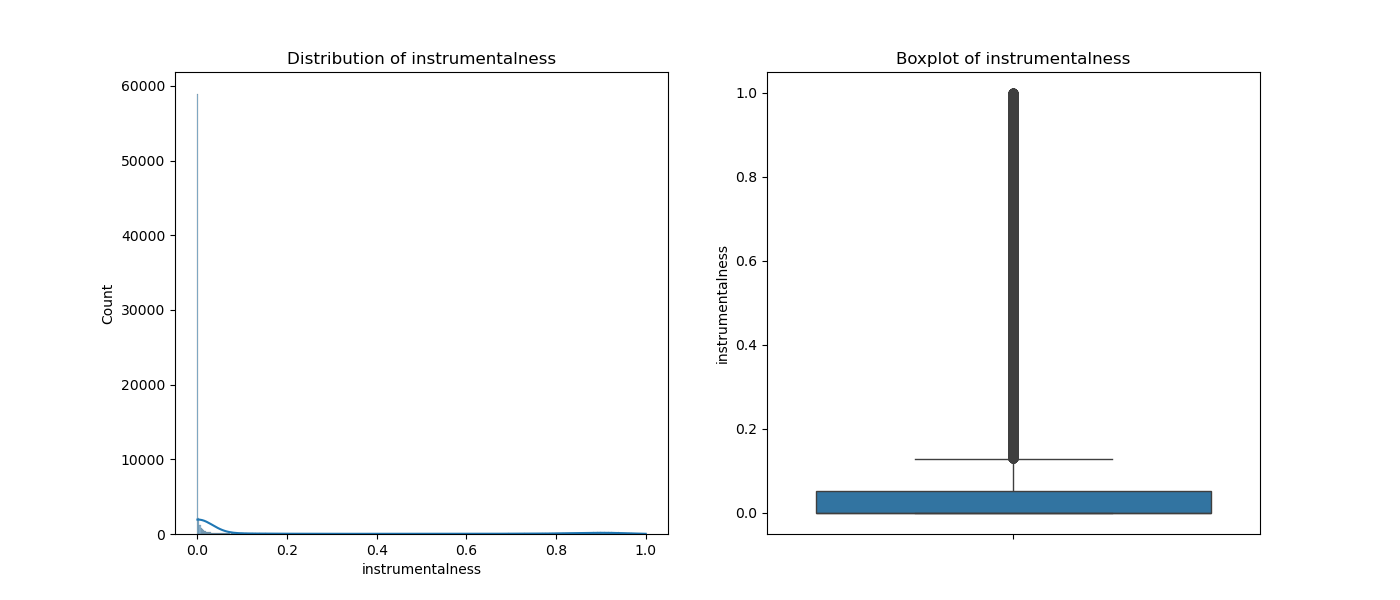 Distribution of instrumentalness
60000
50000
40000
30000
20000
10000
0
Count
0.0 0.2 0.4 0.6 0.8 1.0
instrumentalness
Boxplot of instrumentalness
1.0
0.8
0.6
0.4
0.2
0.0
instrumentalness